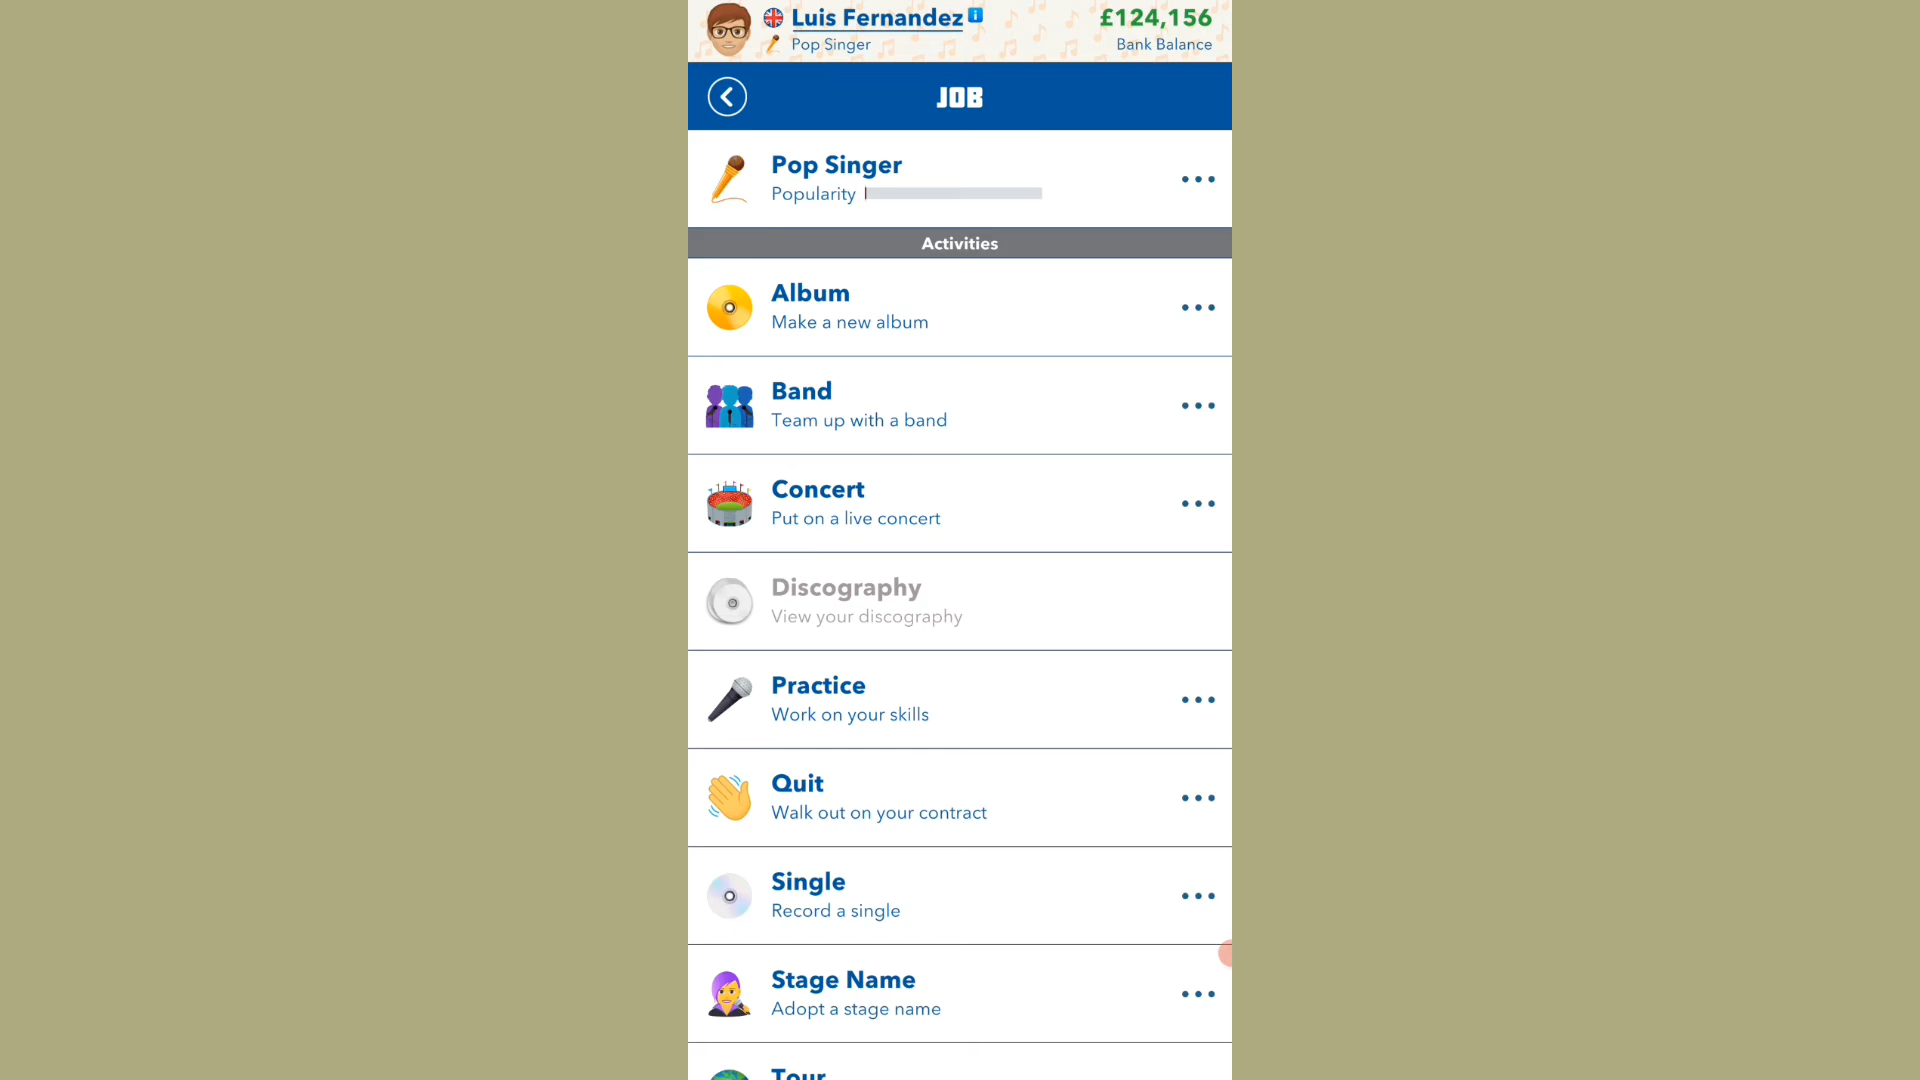 Luis Fernandez
£124,156
Pop Singer
Bank Balance
JOB
Pop Singer
Popularity
Activities
Album
Make a new album
Band
Team up with a band
Concert
Put on a live concert
Discography
View your discography
Practice
Work on your skills
Quit
Walk out on your contract
Single
Record a single
Stage Name
Adopt a stage name
Tour